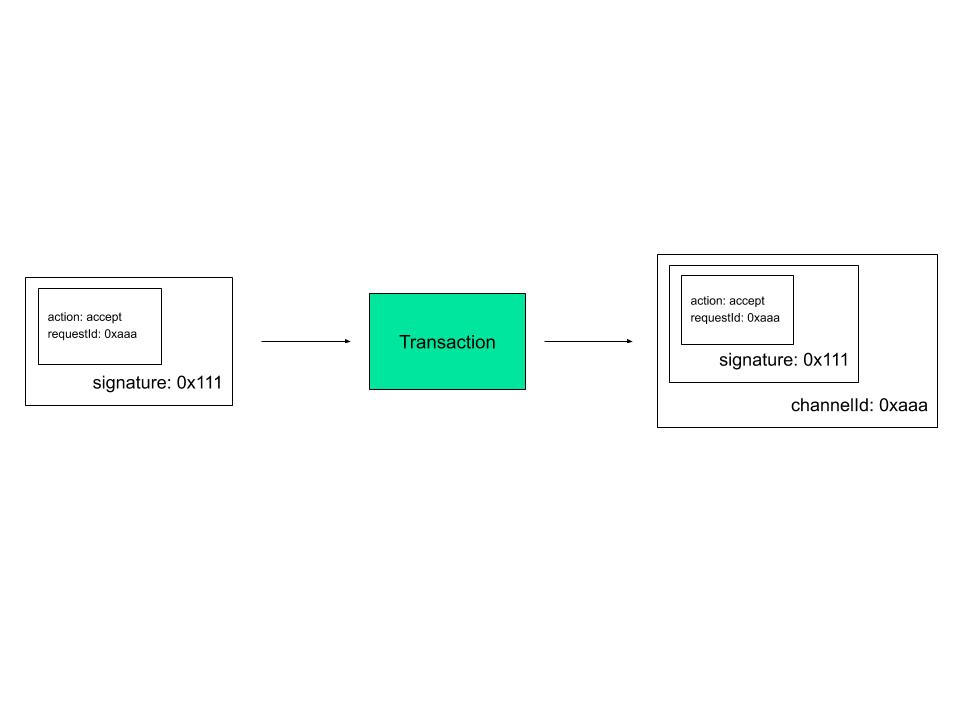 action: accept
requestId: 0xaaa
signature: 0x111
Transaction
action: accept
requestId: 0xaaa
signature: 0x111
channelId: 0xaaa